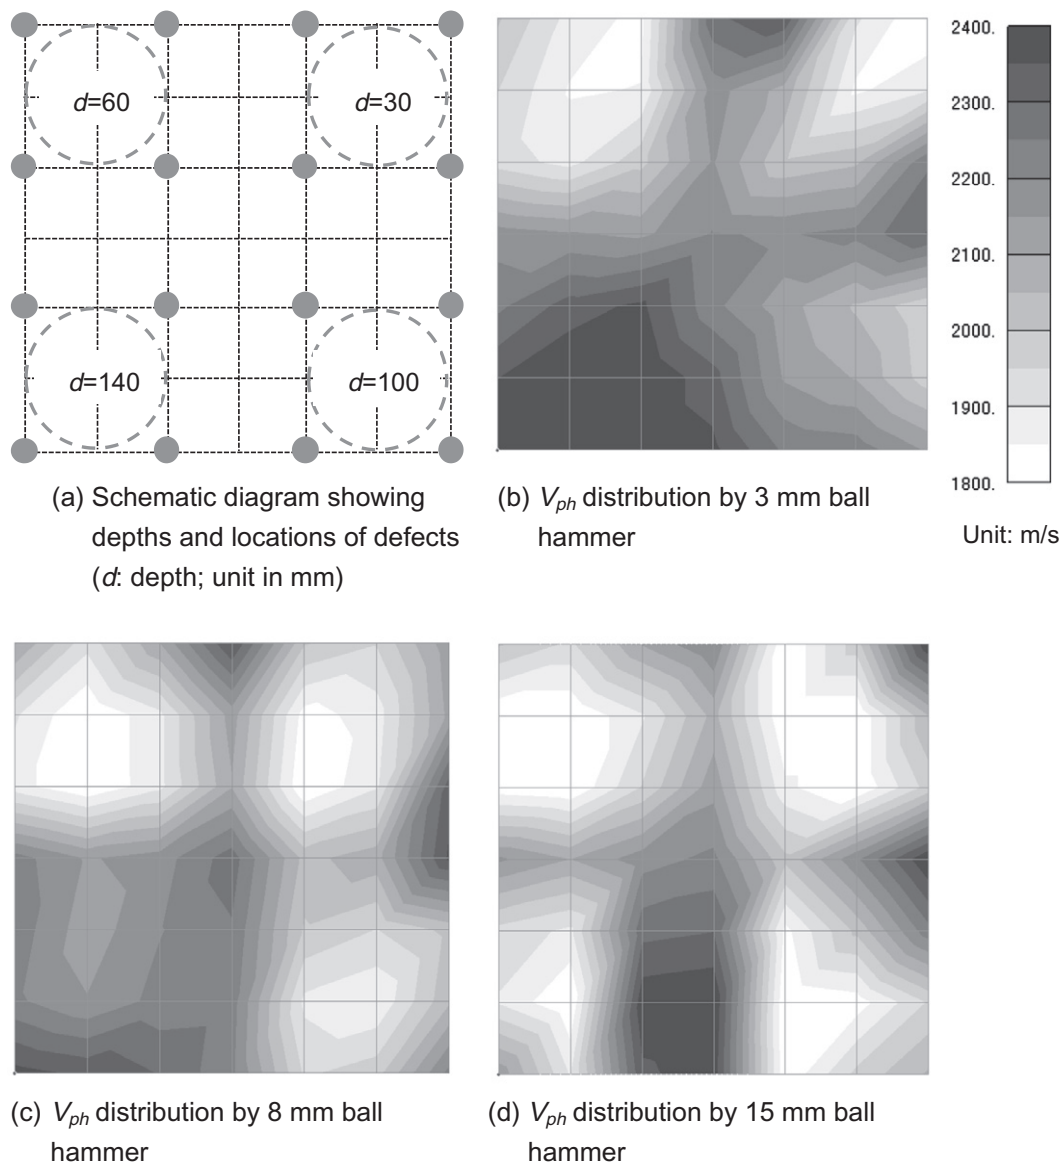 d=60
d=30
d=140
d=100
2400.
2300.
2200.
2100.
2000.
1900.
1800.
Unit: m/s
(a) Schematic diagram showing
depths and locations of defects
(d: depth; unit in mm)
(b) Vph distribution by 3 mm ball
hammer
(c) Vph distribution by 8 mm ball
hammer
(d) Vph distribution by 15 mm ball
hammer